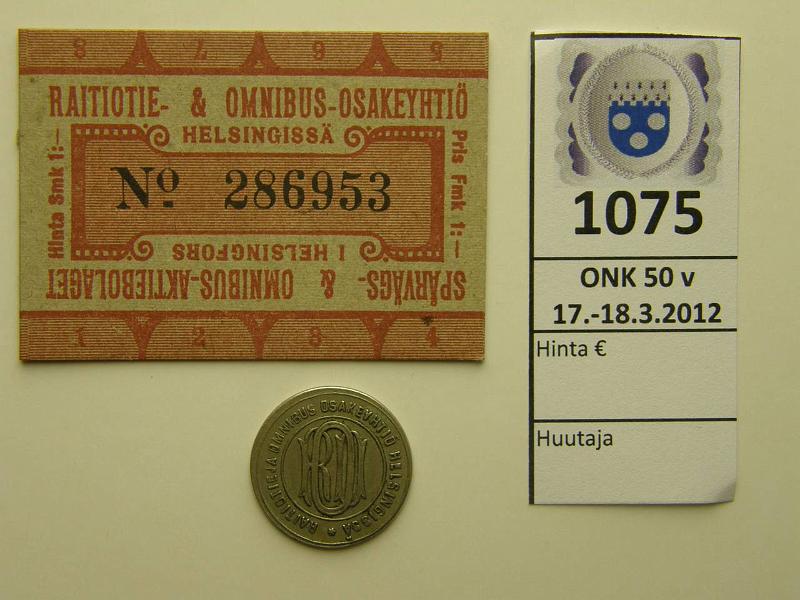 8 7 6 5
RAITIOTIE- & OMNIBUS-OSAKEYHTIÖ
HELSINGISSÄ
Hinta Smk 1:–
No 286953
Pris Fmk 1:–
I HELSINGFORS
SPÅRVÄGS- & OMNIBUS-AKTIEBOLAGET
1 2 3 4
RAITIOTIE JA OMNIBUS OSAKEYHTIÖ HELSINGISSÄ *
1075
ONK 50 v
17.-18.3.2012
Hinta €
Huutaja